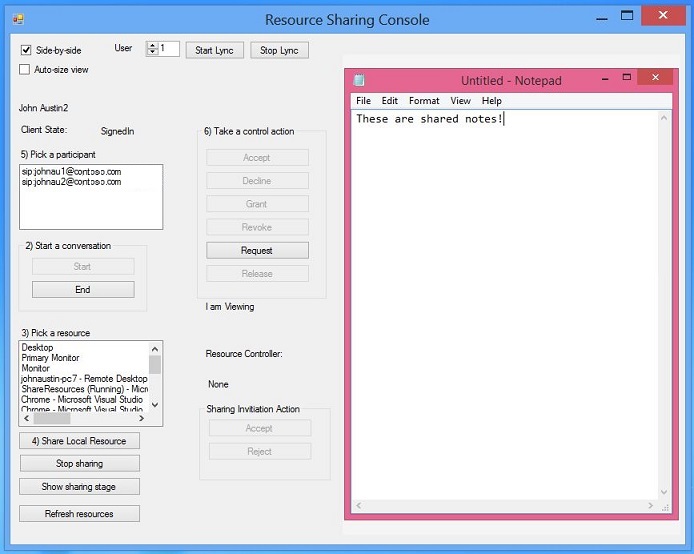 Resource Sharing Console
Side-by-side
User
1
Start Lync
Stop Lync
Auto-size view
John Austin2
Client State:
SignedIn
5) Pick a participant
sip:johnau1@contoso.com
sip:johnau2@contoso.com
2) Start a conversation
Start
End
3) Pick a resource
Desktop
Primary Monitor
Monitor
johnaustin-pc7 - Remote Desktop
ShareResources (Running) - Micr
Chrome - Microsoft Visual Studio
Chrome - Microsoft Visual Studio
4) Share Local Resource
Stop sharing
Show sharing stage
Refresh resources
6) Take a control action
Accept
Decline
Grant
Revoke
Request
Release
I am Viewing
Resource Controller:
None
Sharing Inviitation Action
Accept
Reject
Untitled - Notepad
File Edit Format View Help
These are shared notes!